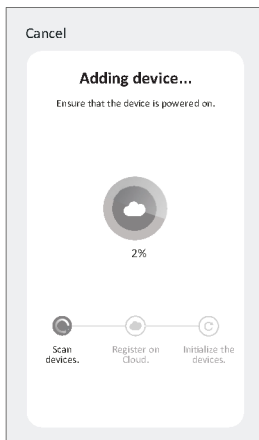 Cancel
Adding device...
Ensure that the device is powered on.
2%
Scan
devices.
Register on
Cloud.
Initialize the
devices.